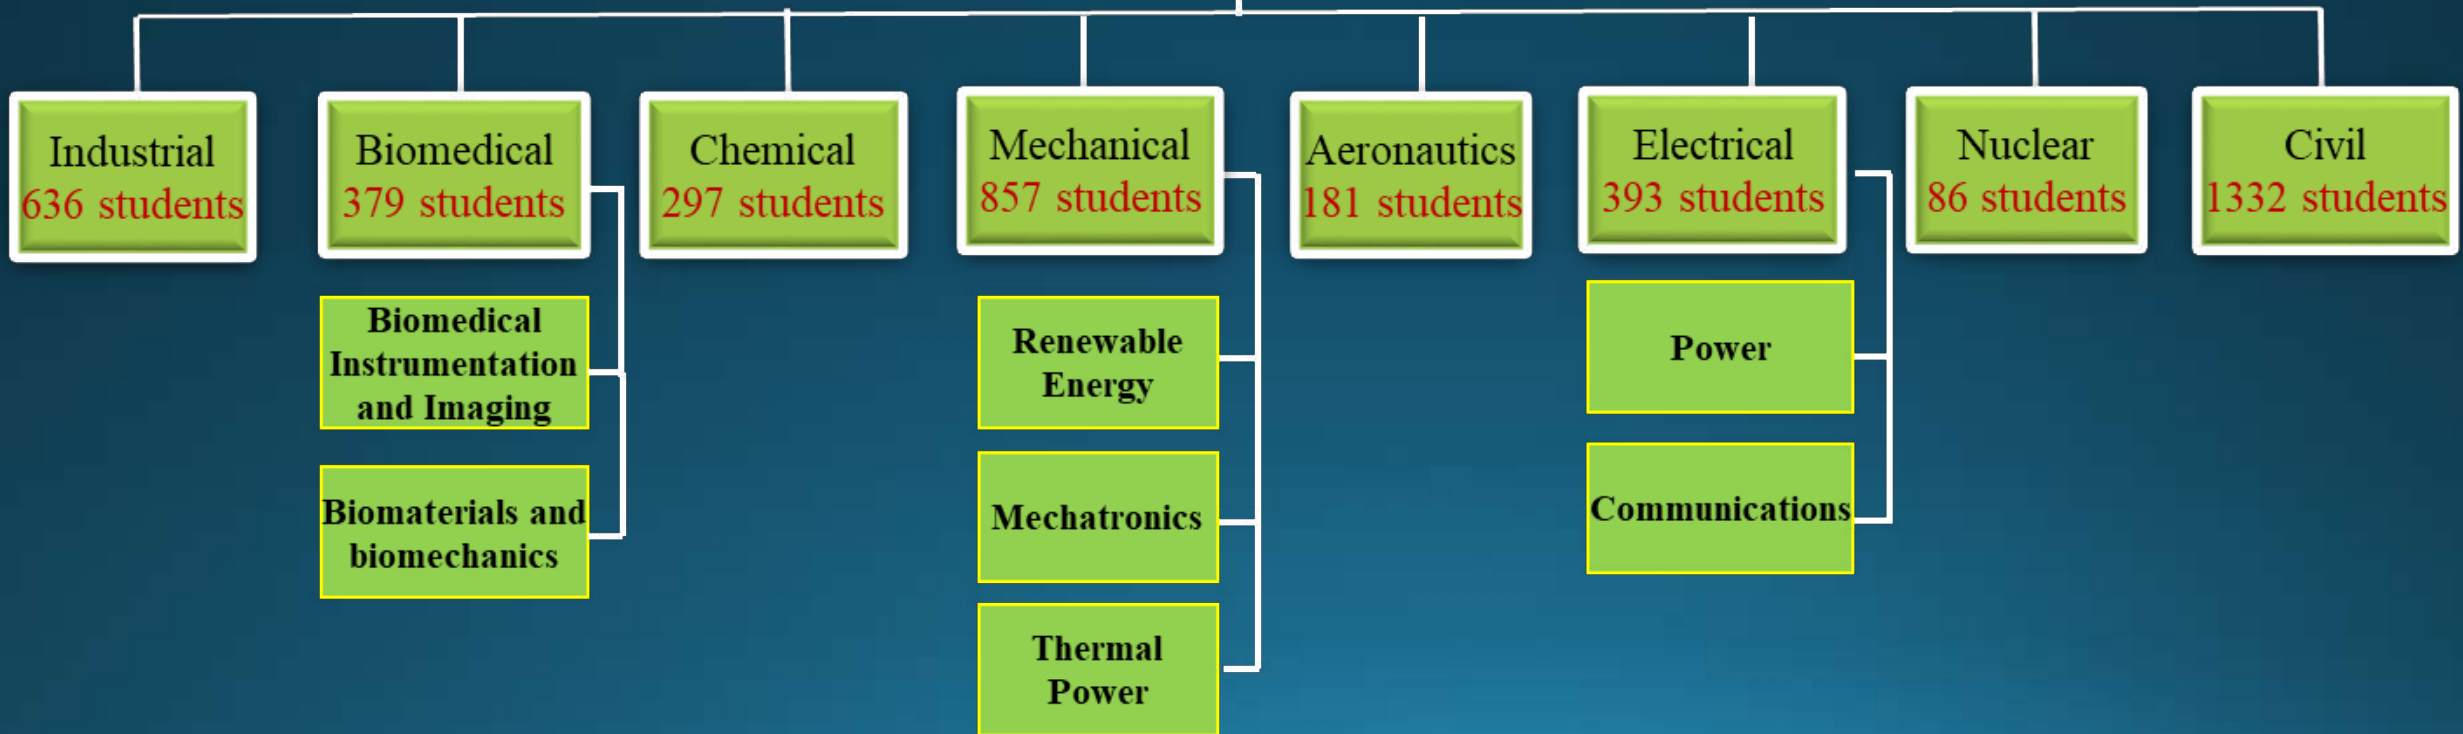 Industrial
636 students
Biomedical
379 students
Chemical
297 students
Mechanical
857 students
Aeronautics
181 students
Electrical
393 students
Nuclear
86 students
Civil
1332 students
Biomedical
Instrumentation
and Imaging
Biomaterials and
biomechanics
Renewable
Energy
Mechatronics
Thermal
Power
Power
Communications